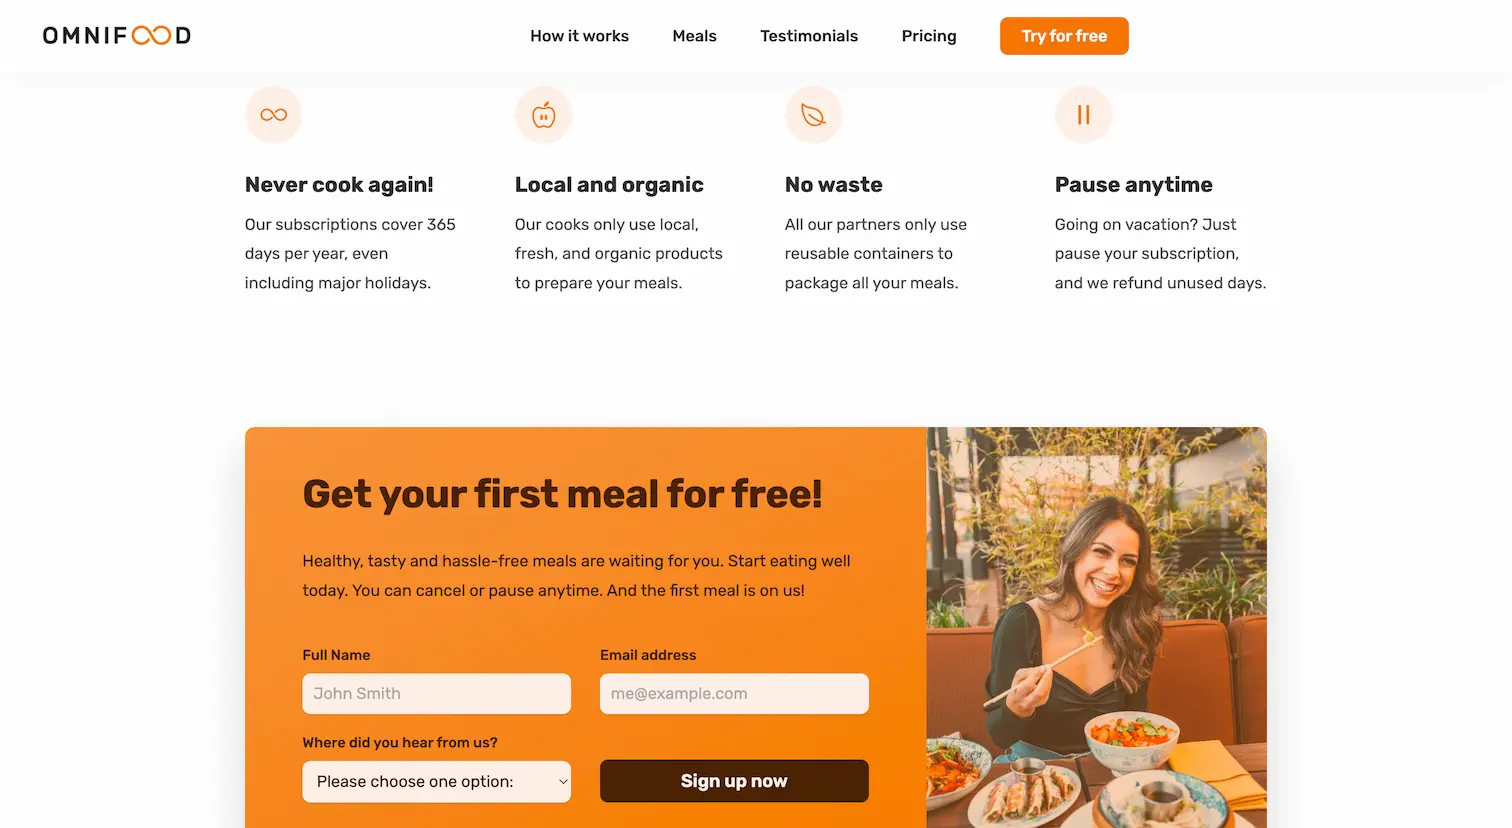 OMNIFOOD
How it works
Meals
Testimonials
Pricing
Try for free
Never cook again!
Our subscriptions cover 365
days per year, even
including major holidays.
Local and organic
Our cooks only use local,
fresh, and organic products
to prepare your meals.
No waste
All our partners only use
reusable containers to
package all your meals.
Pause anytime
Going on vacation? Just
pause your subscription,
and we refund unused days.
Get your first meal for free!
Healthy, tasty and hassle-free meals are waiting for you. Start eating well
today. You can cancel or pause anytime. And the first meal is on us!
Full Name
John Smith
Email address
me@example.com
Where did you hear from us?
Please choose one option:
Sign up now